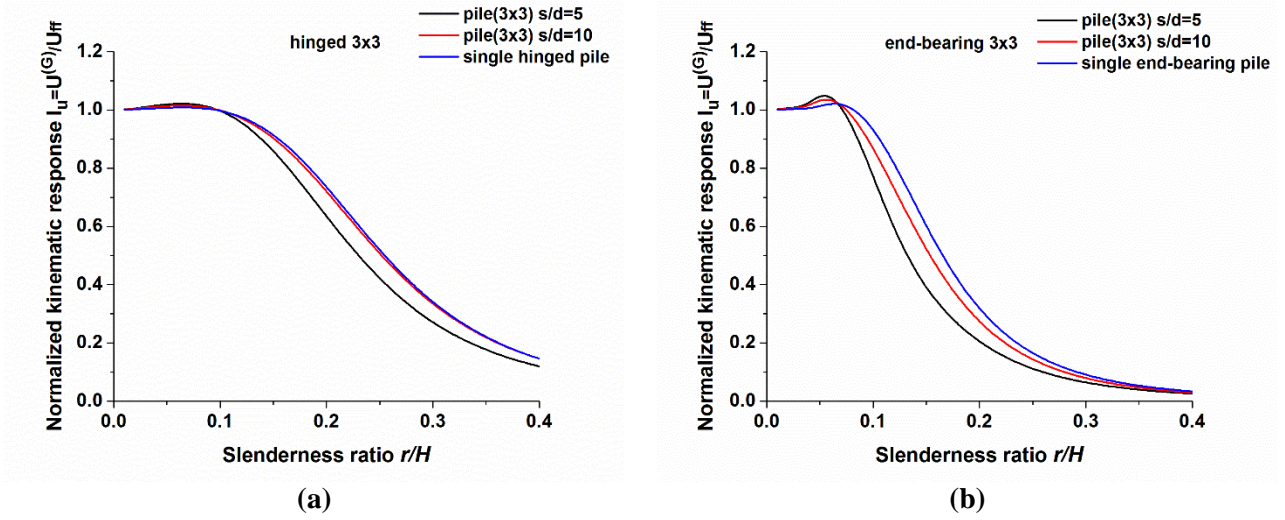 pile(3x3) s/d=5
pile(3x3) s/d=10
single hinged pile
hinged 3x3
Normalized kinematic response Iu=U(G)/Uff
1.2
1.0
0.8
0.6
0.4
0.2
0.0
0.0 0.1 0.2 0.3 0.4
Slenderness ratio r/H
(a)
pile(3x3) s/d=5
pile(3x3) s/d=10
single end-bearing pile
end-bearing 3x3
Normalized kinematic response Iu=U(G)/Uff
1.2
1.0
0.8
0.6
0.4
0.2
0.0
0.0 0.1 0.2 0.3 0.4
Slenderness ratio r/H
(b)